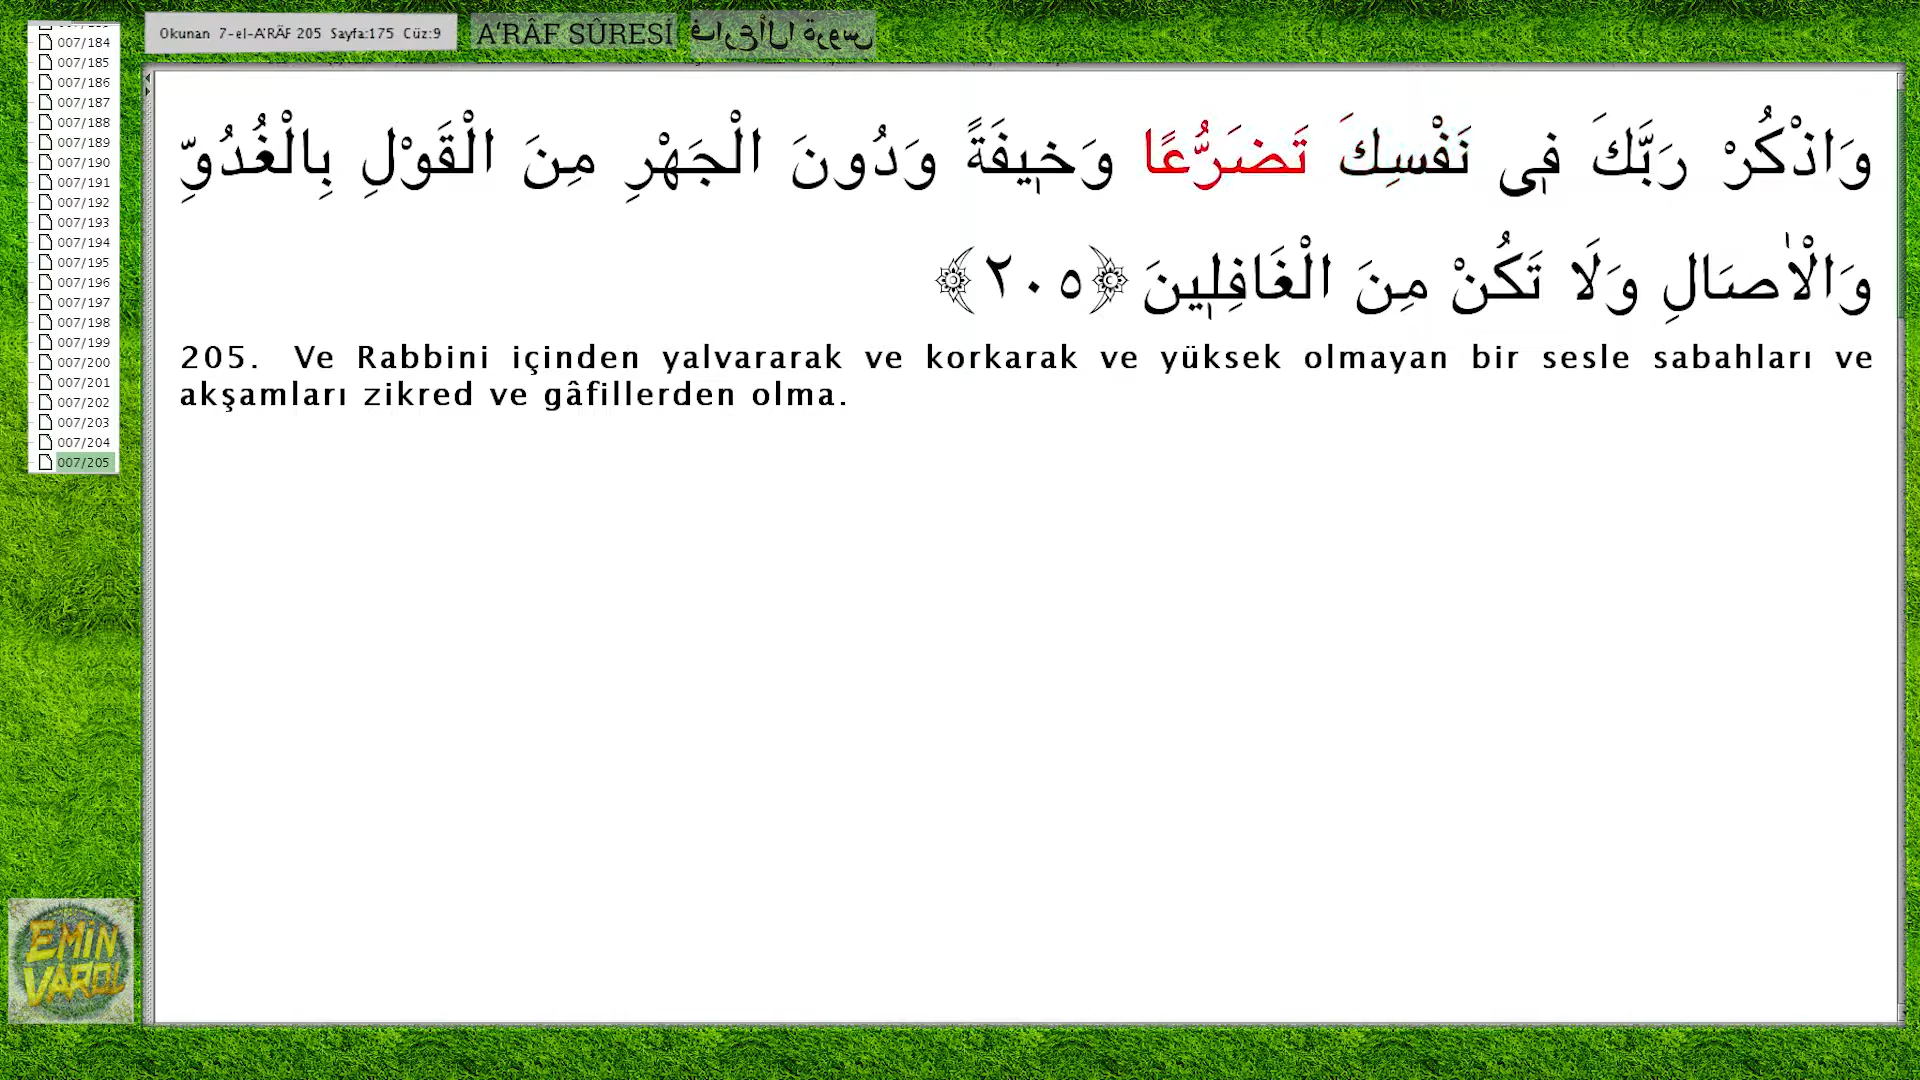 007/184
007/185
007/186
007/187
007/188
007/189
007/190
007/191
007/192
007/193
007/194
007/195
007/196
007/197
007/198
007/199
007/200
007/201
007/202
007/203
007/204
007/205
Okunan 7-el-A'RÂF 205 Sayfa:175 Cüz:9
A'RÂF SÛRESİ
سورة الأعراف
وَاذْكُرْ رَبَّكَ فٖى نَفْسِكَ تَضَرُّعًا وَخٖيفَةً وَدُونَ الْجَهْرِ مِنَ الْقَوْلِ بِالْغُدُوِّ
وَالْاٰصَالِ وَلَا تَكُنْ مِنَ الْغَافِلٖينَ ﴿٢٠٥﴾
205. Ve Rabbini içinden yalvararak ve korkarak ve yüksek olmayan bir sesle sabahları ve
akşamları zikred ve gâfillerden olma.
EMİN
VAROL